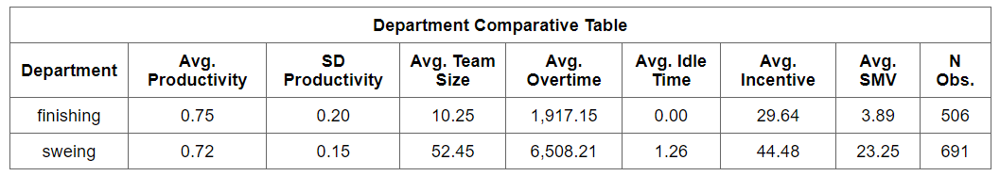 Department Comparative Table
Department Avg. Productivity SD Productivity Avg. Team Size Avg. Overtime Avg. Idle Time Avg. Incentive Avg. SMV N Obs.
finishing 0.75 0.20 10.25 1,917.15 0.00 29.64 3.89 506
sweing 0.72 0.15 52.45 6,508.21 1.26 44.48 23.25 691